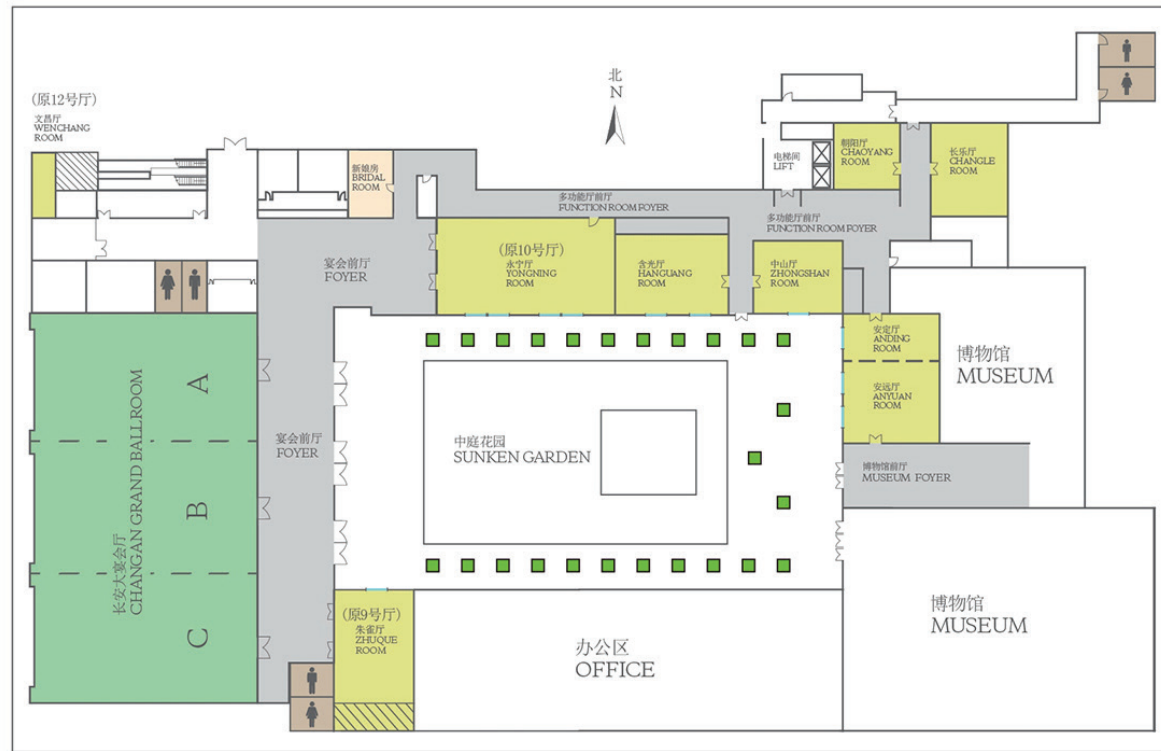 (原12号厅)
文昌厅
WENCHANG
ROOM
北
N
新娘房
BRIDAL
ROOM
电梯间
LIFT
朝阳厅
CHAOYANG
ROOM
长乐厅
CHANGLE
ROOM
多功能厅前厅
FUNCTION ROOM FOYER
多功能厅前厅
FUNCTION ROOM FOYER
宴会前厅
FOYER
(原10号厅)
永宁厅
YONGNING
ROOM
含光厅
HANGUANG
ROOM
中山厅
ZHONGSHAN
ROOM
安定厅
ANDING
ROOM
安远厅
ANYUAN
ROOM
博物馆
MUSEUM
长安大宴会厅
CHANGAN GRAND BALLROOM
A
B
C
宴会前厅
FOYER
中庭花园
SUNKEN GARDEN
博物馆前厅
MUSEUM FOYER
(原9号厅)
朱雀厅
ZHUQUE
ROOM
办公区
OFFICE
博物馆
MUSEUM